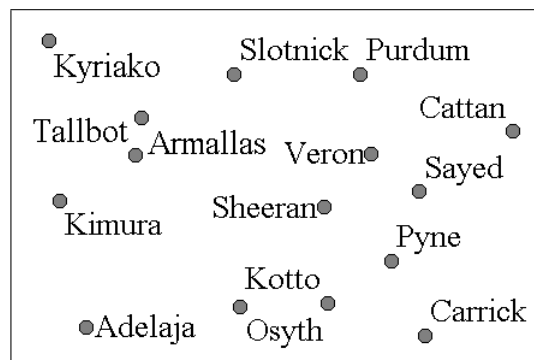 Slotnick
Purdum
Kyriako
Cattan
Tallbot
Armallas
Veron
Sayed
Sheeran
Kimura
Pyne
Kotto
Carrick
Adelaja
Osyth